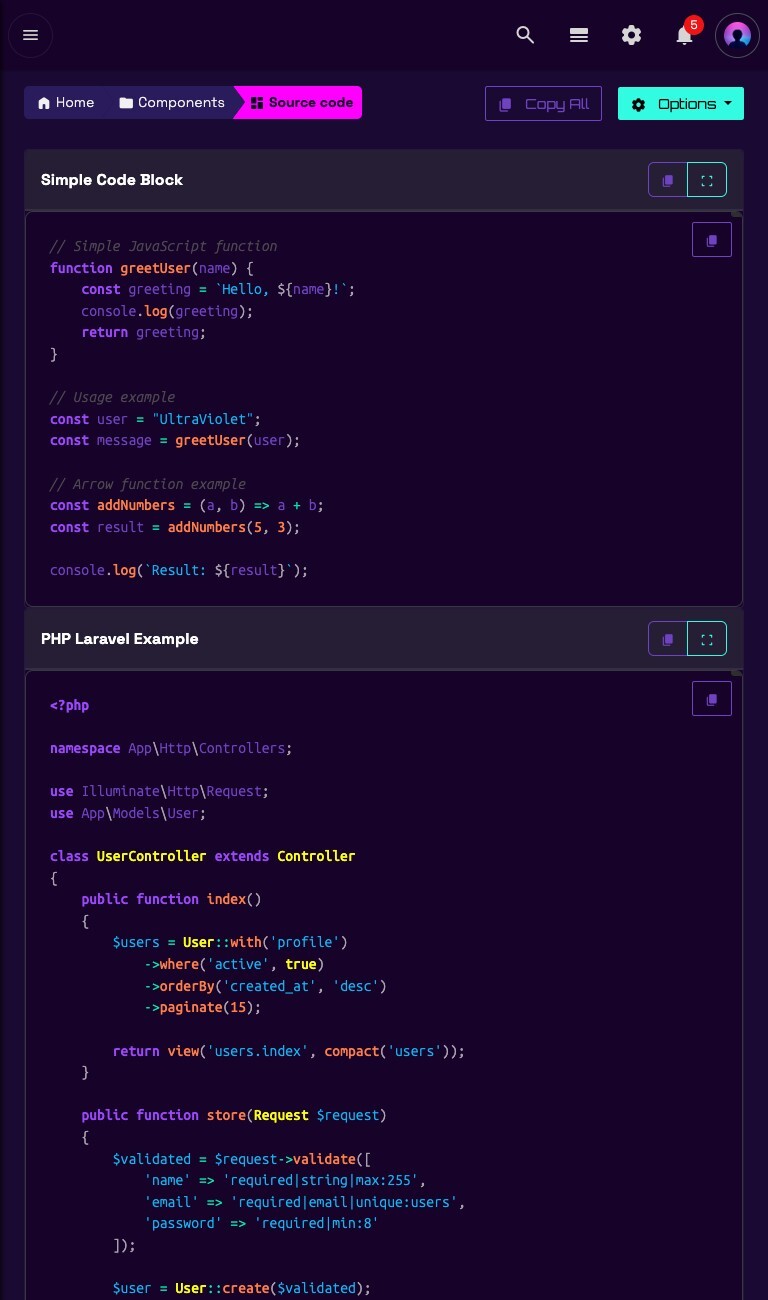 5
Home Components Source code Copy All Options
Simple Code Block
// Simple JavaScript function
function greetUser(name) {
    const greeting = `Hello, ${name}!`;
    console.log(greeting);
    return greeting;
}
// Usage example
const user = "UltraViolet";
const message = greetUser(user);
// Arrow function example
const addNumbers = (a, b) => a + b;
const result = addNumbers(5, 3);
console.log(`Result: ${result}`);
PHP Laravel Example
<?php
namespace App\Http\Controllers;
use Illuminate\Http\Request;
use App\Models\User;
class UserController extends Controller
{
    public function index()
    {
        $users = User::with('profile')
            ->where('active', true)
            ->orderBy('created_at', 'desc')
            ->paginate(15);
        return view('users.index', compact('users'));
    }
    public function store(Request $request)
    {
        $validated = $request->validate([
            'name' => 'required|string|max:255',
            'email' => 'required|email|unique:users',
            'password' => 'required|min:8'
        ]);
        $user = User::create($validated);